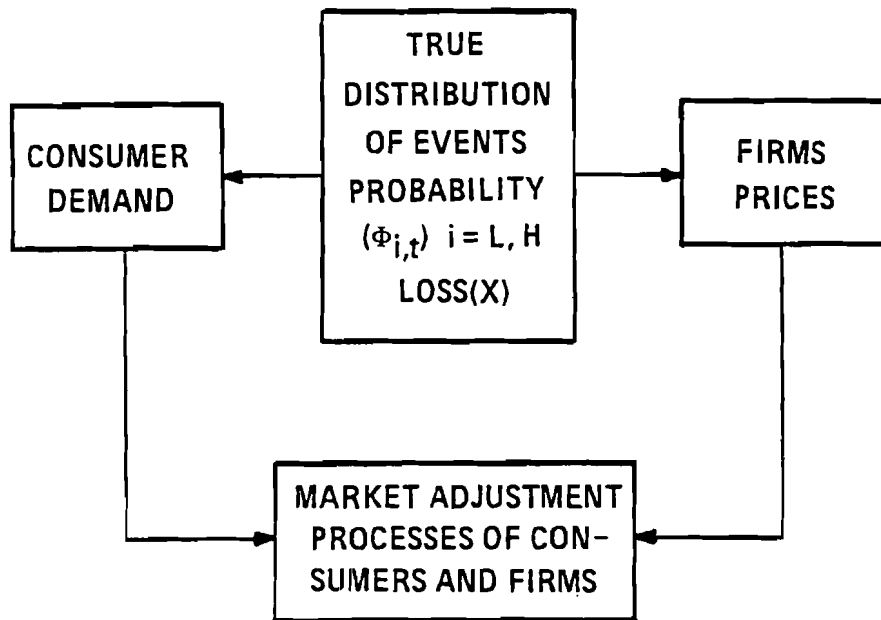 TRUE
DISTRIBUTION
OF EVENTS
PROBABILITY
(Φi,t) i = L, H
LOSS(X)
CONSUMER
DEMAND
FIRMS
PRICES
MARKET ADJUSTMENT
PROCESSES OF CON-
SUMERS AND FIRMS